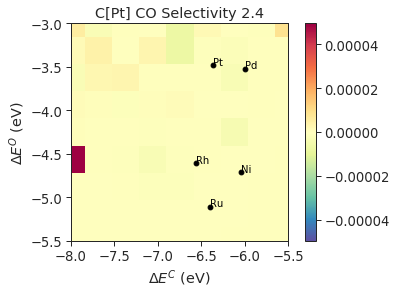 C[Pt] CO Selectivity 2.4
−3.0
−3.5
−4.0
−4.5
−5.0
−5.5
ΔE^O (eV)
Pt
Pd
Rh
Ni
Ru
−8.0 −7.5 −7.0 −6.5 −6.0 −5.5
ΔE^C (eV)
0.00004
0.00002
0.00000
−0.00002
−0.00004